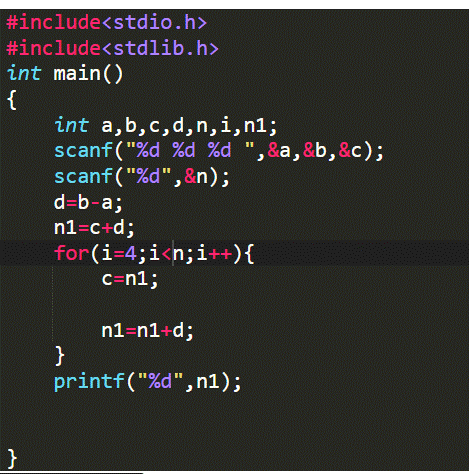 #include<stdio.h>
#include<stdlib.h>
int main()
{
    int a,b,c,d,n,i,n1;
    scanf("%d %d %d ",&a,&b,&c);
    scanf("%d",&n);
    d=b-a;
    n1=c+d;
    for(i=4;i<n;i++){
        c=n1;

        n1=n1+d;
    }
    printf("%d",n1);


}